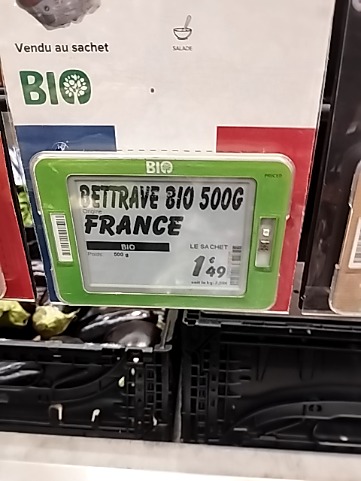 Vendu au sachet
SALADE
BIO
BIO
BETTRAVE BIO 500G
Origine
FRANCE
BIO
LE SACHET
Poids: 500 g
1€49